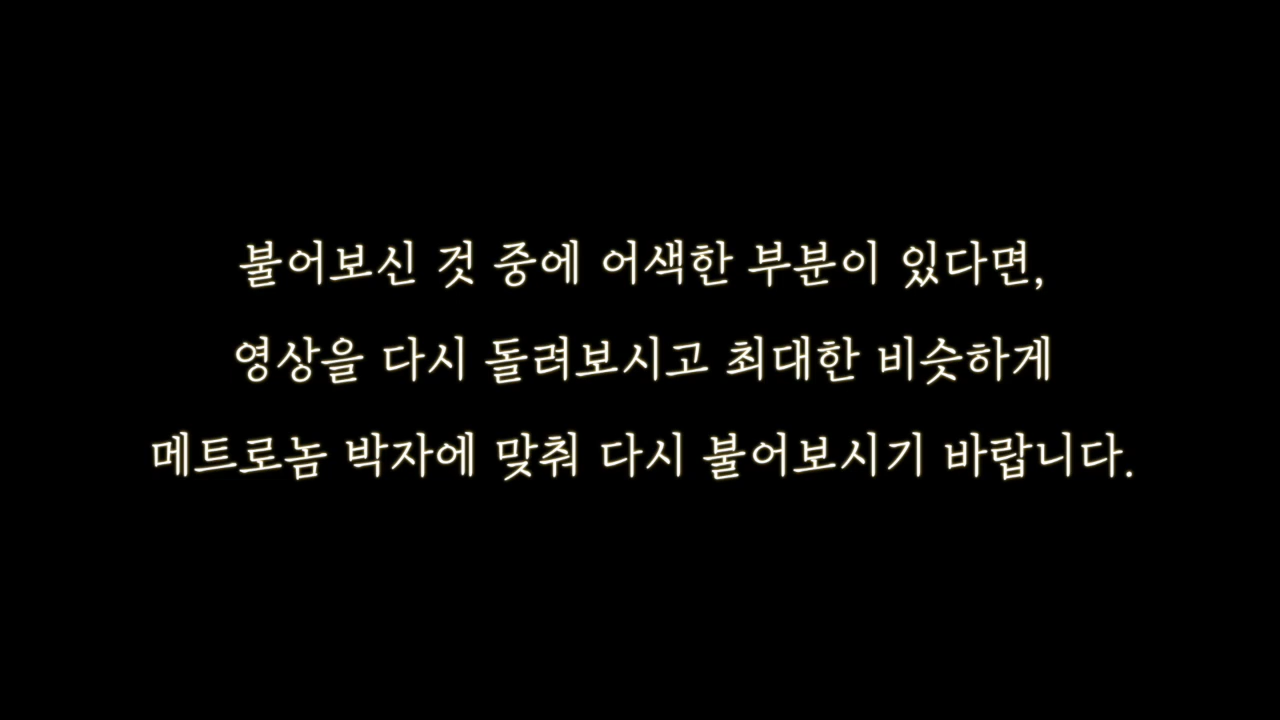 불어보신 것 중에 어색한 부분이 있다면,
영상을 다시 돌려보시고 최대한 비슷하게
메트로놈 박자에 맞춰 다시 불어보시기 바랍니다.